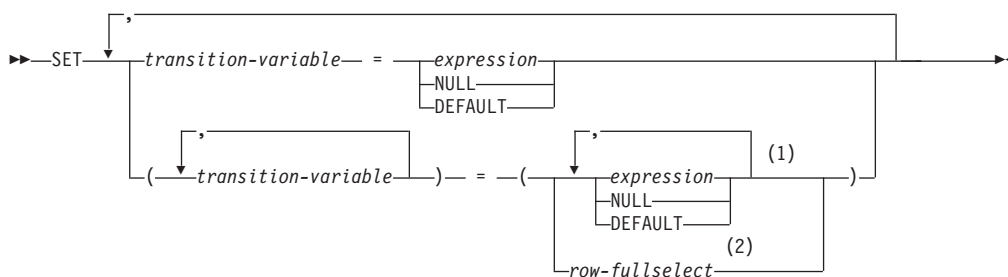 ,
SET transition-variable = expression
NULL
DEFAULT
, ,
(1)
( transition-variable ) = ( expression )
NULL
DEFAULT
(2)
row-fullselect